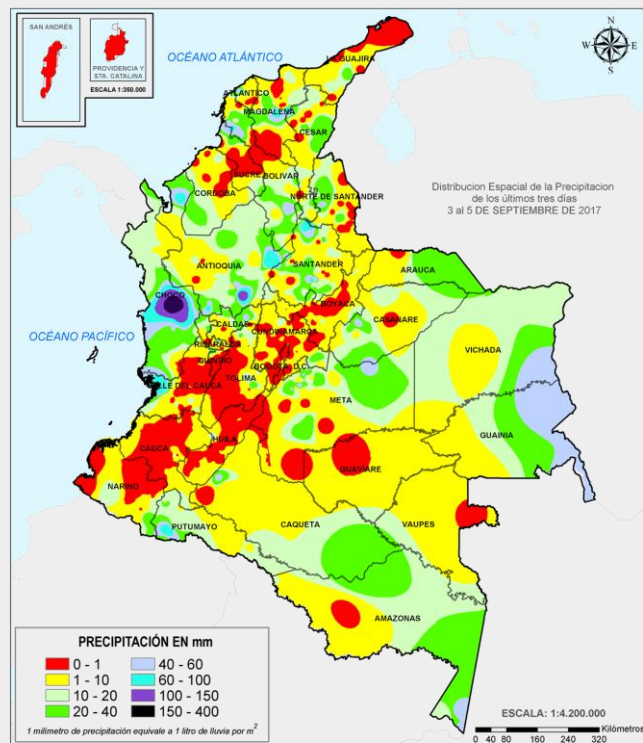 SAN ANDRÉS
PROVIDENCIA Y
STA. CATALINA
ESCALA 1:350.000
OCÉANO ATLÁNTICO
N
W
E
S
LA GUAJIRA
ATLANTICO
MAGDALENA
CESAR
SUCRE
BOLIVAR
CORDOBA
NORTE DE SANTANDER
Distribucion Espacial de la Precipitacion
de los últimos tres días
3 al 5 DE SEPTIEMBRE DE 2017
ANTIOQUIA
SANTANDER
ARAUCA
CHOCO
BOYACA
CASANARE
OCÉANO PACÍFICO
CALDAS
CUNDINAMARCA
RISARALDA
VICHADA
QUINDIO
BOGOTA, D.C.
VALLE DEL CAUCA
TOLIMA
META
GUAINIA
HUILA
CAUCA
GUAVIARE
NARIÑO
PUTUMAYO
CAQUETA
VAUPES
AMAZONAS
PRECIPITACIÓN EN mm
0 - 1
40 - 60
1 - 10
60 - 100
10 - 20
100 - 150
20 - 40
150 - 400
1 milimetro de precipitación equivale a 1 litro de lluvia por m²
ESCALA: 1:4.200.000
Kilómetros
0 40 80 160 240 320